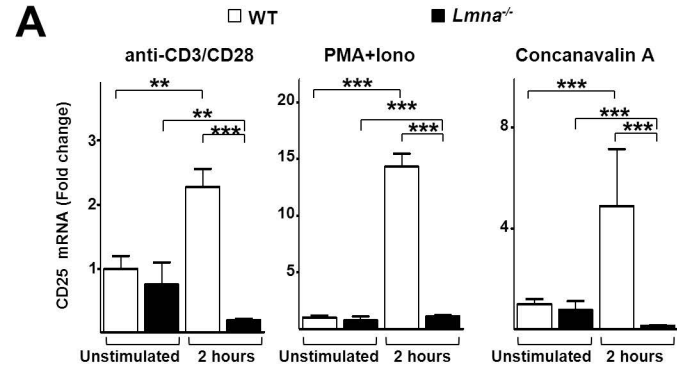 A
WT
Lmna-/-
anti-CD3/CD28
PMA+Iono
Concanavalin A
CD25 mRNA (Fold change)
3
2
1
**
**
***
Unstimulated
2 hours
20
15
10
5
***
***
***
Unstimulated
2 hours
8
4
***
***
***
Unstimulated
2 hours